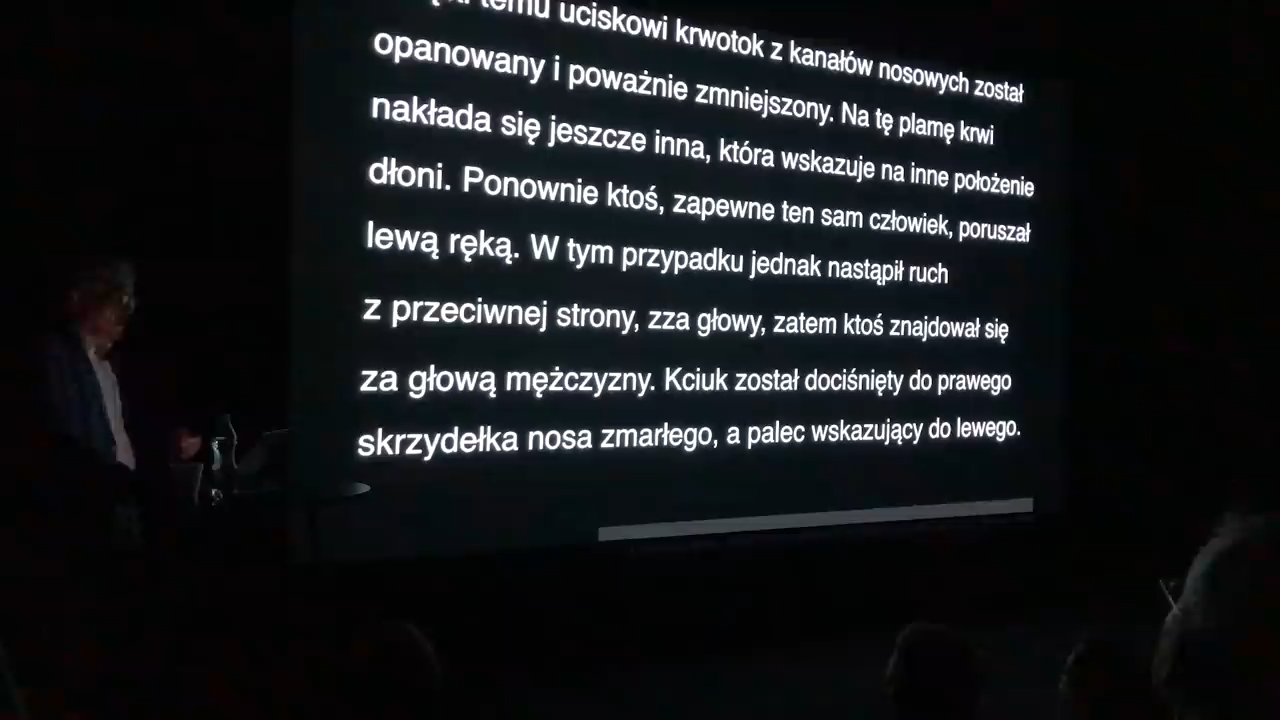 temu uciskowi krwotok z kanałów nosowych został
opanowany i poważnie zmniejszony. Na tę plamę krwi
nakłada się jeszcze inna, która wskazuje na inne położenie
dłoni. Ponownie ktoś, zapewne ten sam człowiek, poruszał
lewą ręką. W tym przypadku jednak nastąpił ruch
z przeciwnej strony, zza głowy, zatem ktoś znajdował się
za głową mężczyzny. Kciuk został dociśnięty do prawego
skrzydełka nosa zmarłego, a palec wskazujący do lewego.